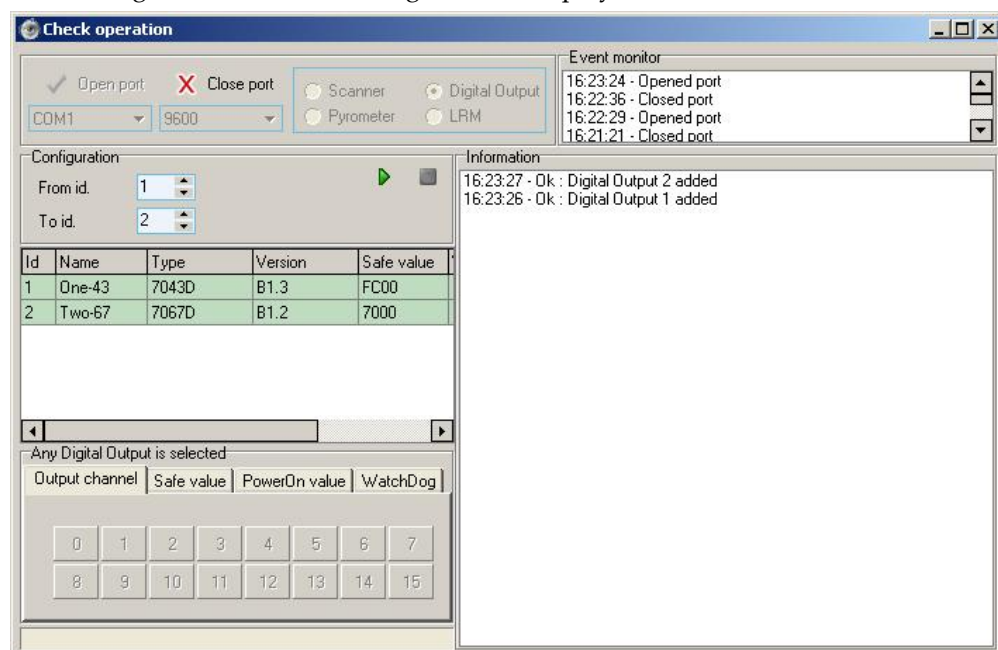 Check operation
Open port
Close port
COM1
9600
Scanner
Digital Output
Pyrometer
LRM
Event monitor
16:23:24 - Opened port
16:22:36 - Closed port
16:22:29 - Opened port
16:21:21 - Closed port
Configuration
From id. 1
To id. 2
Id Name Type Version Safe value
1 One-43 7043D B1.3 FC00
2 Two-67 7067D B1.2 7000
Any Digital Output is selected
Output channel Safe value PowerOn value WatchDog
0 1 2 3 4 5 6 7
8 9 10 11 12 13 14 15
Information
16:23:27 - Ok : Digital Output 2 added
16:23:26 - Ok : Digital Output 1 added